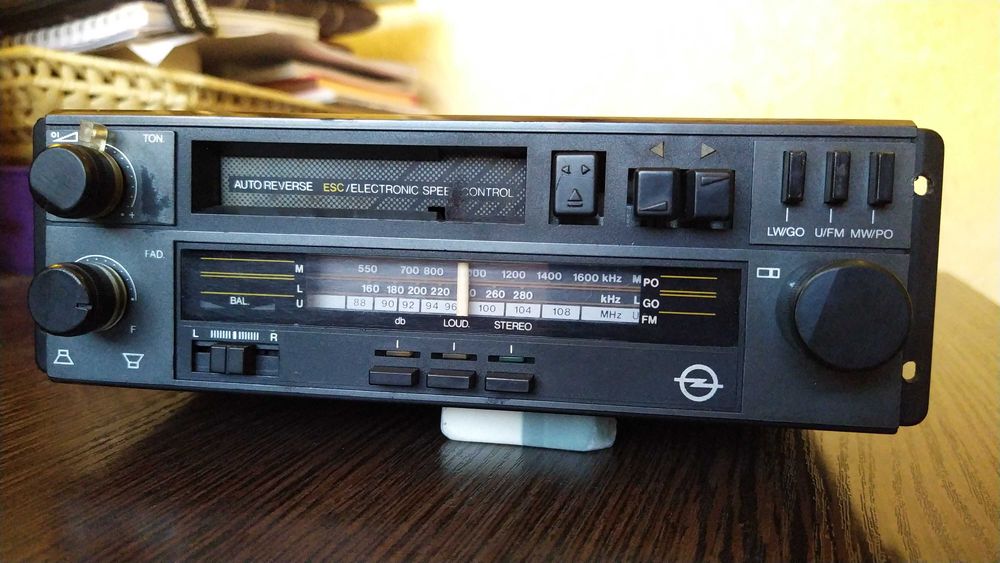 TON.
AUTO REVERSE ESC/ELECTRONIC SPEE CONTROL
LW/GO U/FM MW/PO
FAD.
F
M 550 700 800 1000 1200 1400 1600 kHz M PO
L 160 180 200 220 260 280 kHz L GO
U 88 90 92 94 96 100 104 108 MHz U FM
BAL.
db LOUD. STEREO
L R